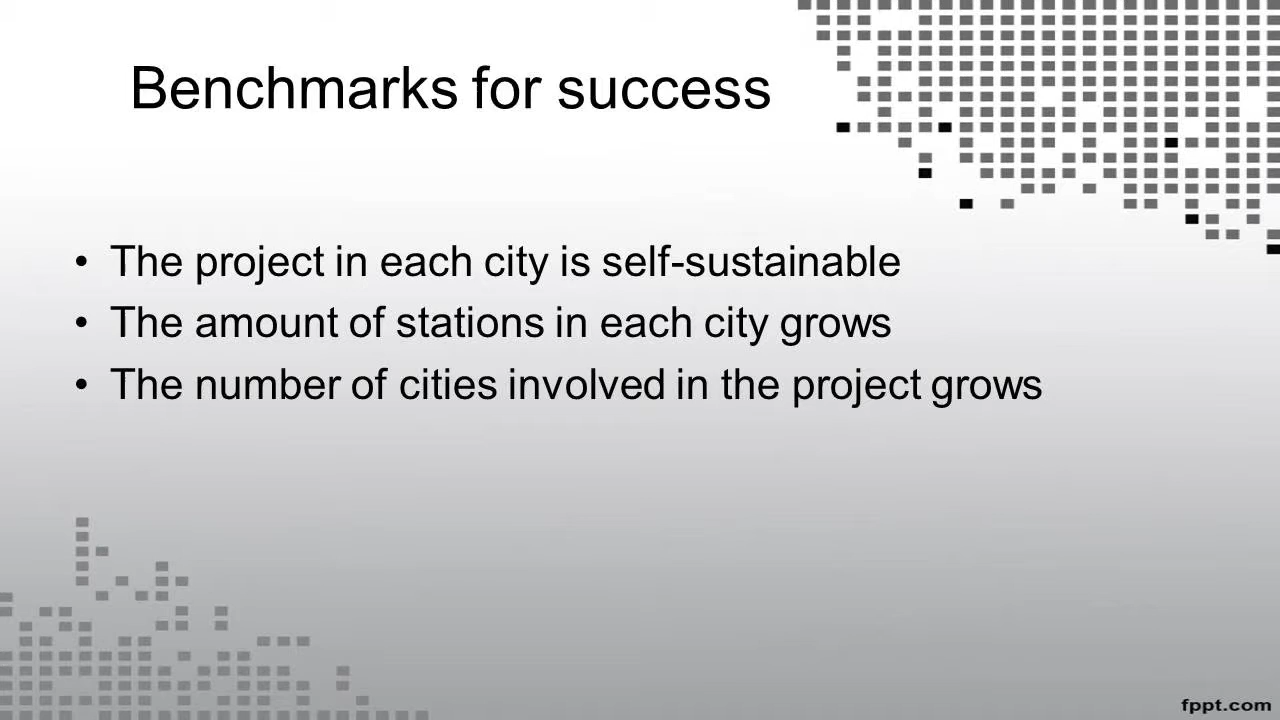 Benchmarks for success
• The project in each city is self-sustainable
• The amount of stations in each city grows
• The number of cities involved in the project grows
fppt.com